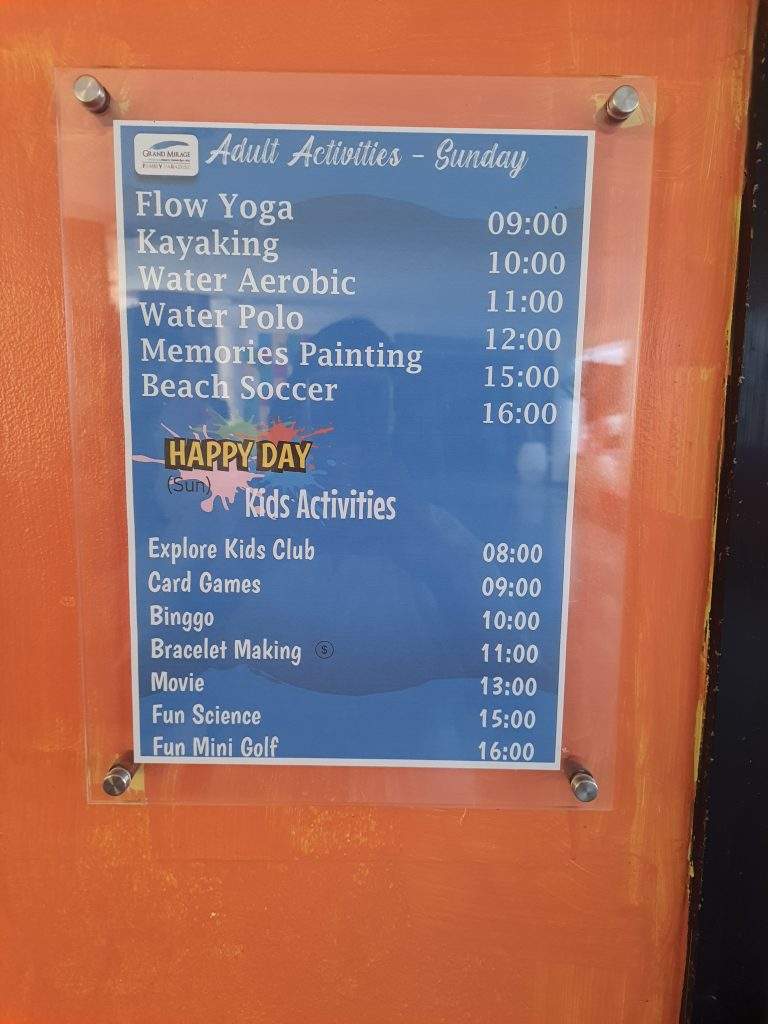 GRAND MIRAGE
Adult Activities - Sunday
Flow Yoga 09:00
Kayaking 10:00
Water Aerobic 11:00
Water Polo 12:00
Memories Painting 15:00
Beach Soccer 16:00
HAPPY DAY
(Sun)
Kids Activities
Explore Kids Club 08:00
Card Games 09:00
Binggo 10:00
Bracelet Making $ 11:00
Movie 13:00
Fun Science 15:00
Fun Mini Golf 16:00